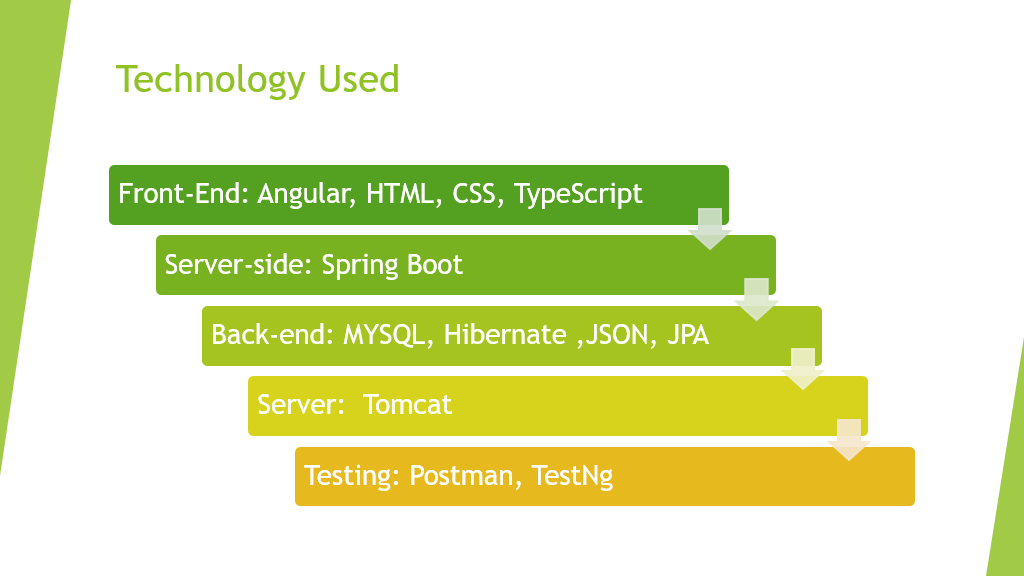 Technology Used
Front-End: Angular, HTML, CSS, TypeScript
Server-side: Spring Boot
Back-end: MYSQL, Hibernate ,JSON, JPA
Server:  Tomcat
Testing: Postman, TestNg